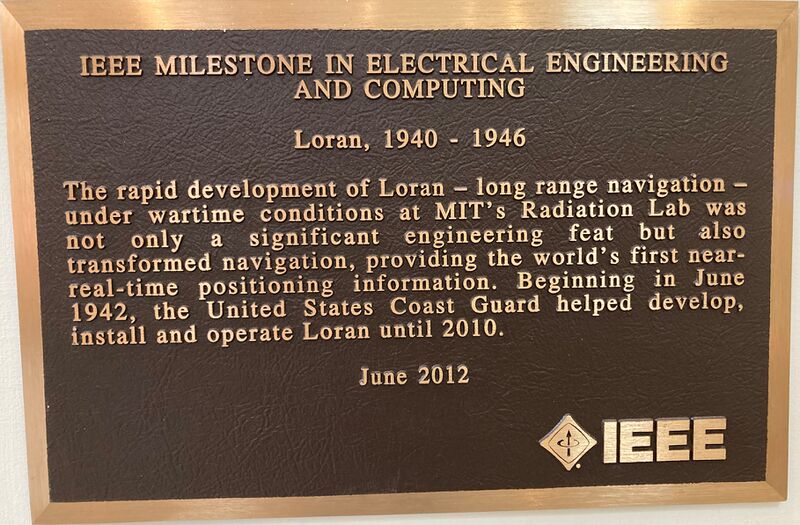 IEEE MILESTONE IN ELECTRICAL ENGINEERING
AND COMPUTING
Loran, 1940 - 1946
The rapid development of Loran – long range navigation –
under wartime conditions at MIT's Radiation Lab was
not only a significant engineering feat but also
transformed navigation, providing the world's first near-
real-time positioning information. Beginning in June
1942, the United States Coast Guard helped develop,
install and operate Loran until 2010.
June 2012
IEEE